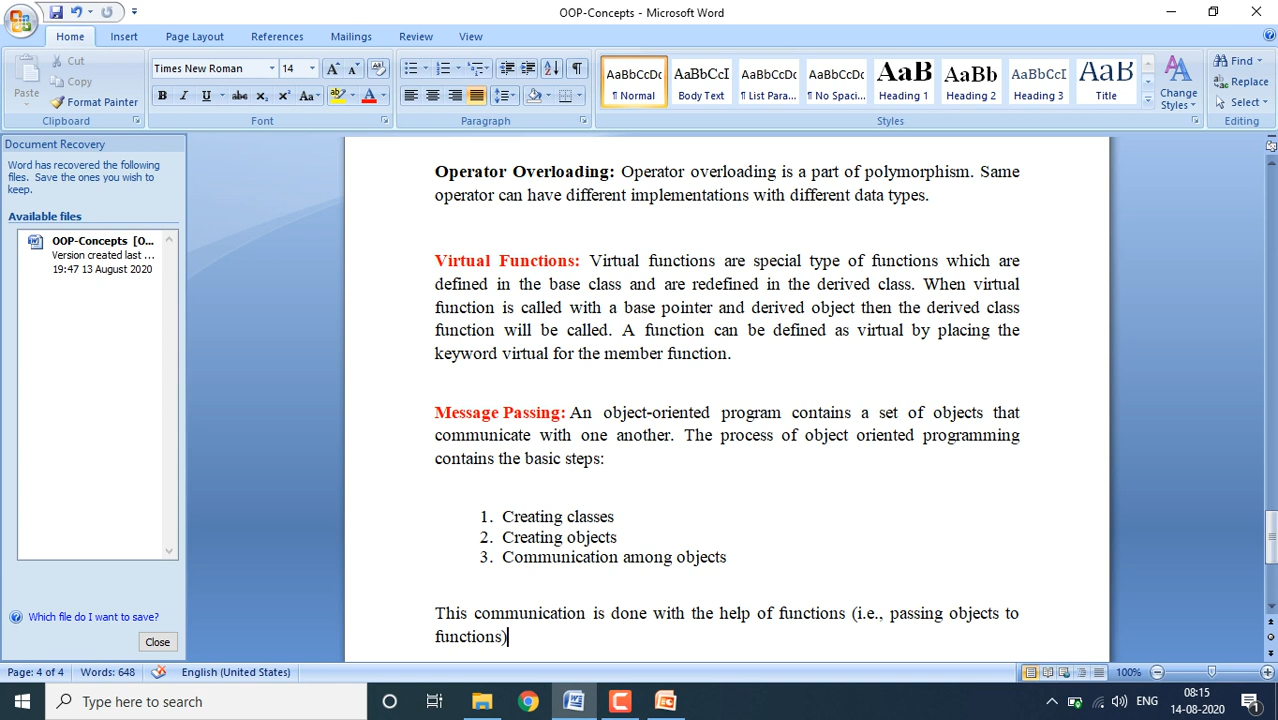 OOP-Concepts - Microsoft Word
Home Insert Page Layout References Mailings Review View
Paste
Cut
Copy
Format Painter
Clipboard
Times New Roman 14
B I U abc x₂ x² Aa
Font
Paragraph
AaBbCcDc AaBbCcI AaBbCcDc AaBbCcDc AaB AaBb AaBbCcI AaB
¶ Normal Body Text ¶ List Para... ¶ No Spaci... Heading 1 Heading 2 Heading 3 Title
Change Styles
Styles
Find
Replace
Select
Editing
Document Recovery
Word has recovered the following
files. Save the ones you wish to
keep.
Available files
OOP-Concepts [O...
Version created last ...
19:47 13 August 2020
Which file do I want to save?
Close
Operator Overloading: Operator overloading is a part of polymorphism. Same
operator can have different implementations with different data types.
Virtual Functions: Virtual functions are special type of functions which are
defined in the base class and are redefined in the derived class. When virtual
function is called with a base pointer and derived object then the derived class
function will be called. A function can be defined as virtual by placing the
keyword virtual for the member function.
Message Passing: An object-oriented program contains a set of objects that
communicate with one another. The process of object oriented programming
contains the basic steps:
1. Creating classes
2. Creating objects
3. Communication among objects
This communication is done with the help of functions (i.e., passing objects to
functions)
Page: 4 of 4 Words: 648 English (United States) 100%
Type here to search
ENG
08:15
14-08-2020
1